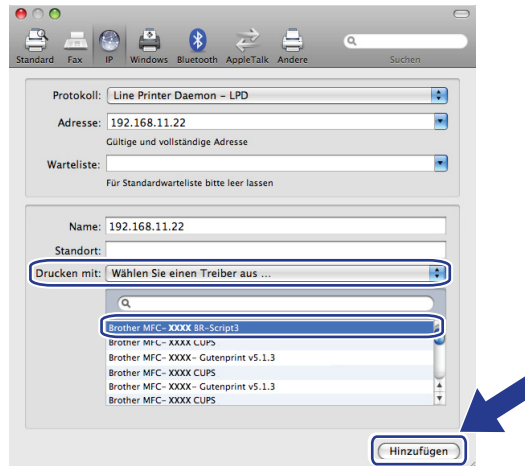 Standard Fax IP Windows Bluetooth AppleTalk Andere Suchen
Protokoll: Line Printer Daemon – LPD
Adresse: 192.168.11.22
Gültige und vollständige Adresse
Warteliste:
Für Standardwarteliste bitte leer lassen
Name: 192.168.11.22
Standort:
Drucken mit: Wählen Sie einen Treiber aus ...
Brother MFC- XXXX BR-Script3
Brother MFC- XXXX CUPS
Brother MFC- XXXX- Gutenprint v5.1.3
Brother MFC- XXXX CUPS
Brother MFC- XXXX- Gutenprint v5.1.3
Brother MFC- XXXX CUPS
Hinzufügen